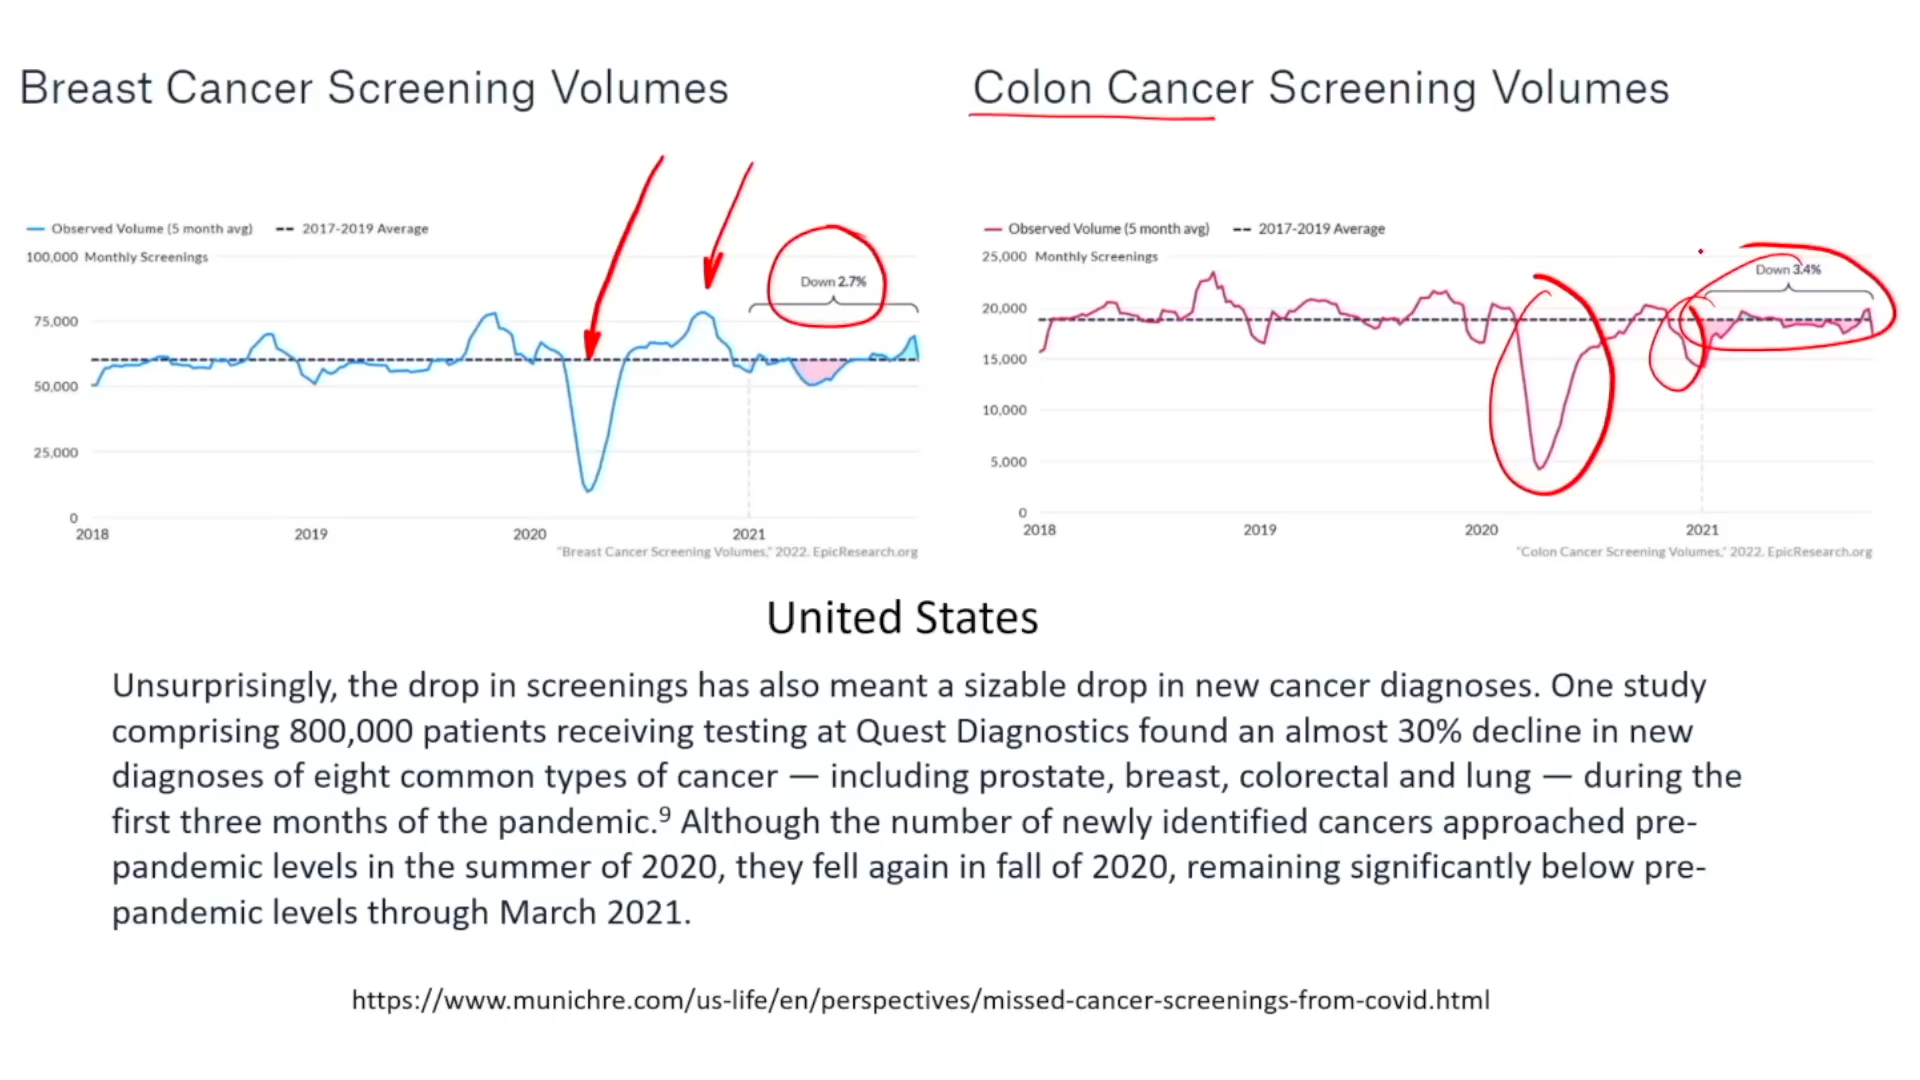 Breast Cancer Screening Volumes
Observed Volume (5 month avg) 2017-2019 Average
100,000 Monthly Screenings
Down 2.7%
75,000
50,000
25,000
0
2018 2019 2020 2021
"Breast Cancer Screening Volumes," 2022. EpicResearch.org
Colon Cancer Screening Volumes
Observed Volume (5 month avg) 2017-2019 Average
25,000 Monthly Screenings
Down 3.4%
20,000
15,000
10,000
5,000
0
2018 2019 2020 2021
"Colon Cancer Screening Volumes," 2022. EpicResearch.org
United States
Unsurprisingly, the drop in screenings has also meant a sizable drop in new cancer diagnoses. One study
comprising 800,000 patients receiving testing at Quest Diagnostics found an almost 30% decline in new
diagnoses of eight common types of cancer — including prostate, breast, colorectal and lung — during the
first three months of the pandemic.⁹ Although the number of newly identified cancers approached pre-
pandemic levels in the summer of 2020, they fell again in fall of 2020, remaining significantly below pre-
pandemic levels through March 2021.
https://www.munichre.com/us-life/en/perspectives/missed-cancer-screenings-from-covid.html